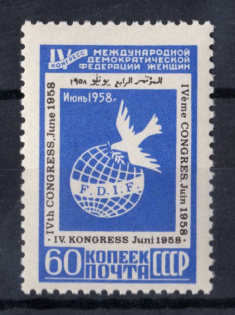 IV КОНГРЕСС МЕЖДУНАРОДНОЙ
ДЕМОКРАТИЧЕСКОЙ
ФЕДЕРАЦИИ ЖЕНЩИН
المؤتمر الرابع يونيو ١٩٥٨
Июнь 1958 г.
IVth CONGRESS, June 1958
IVème CONGRES, Juin 1958
F.D.I.F.
· IV. KONGRESS Juni 1958 ·
60 КОПЕЕК
ПОЧТА СССР